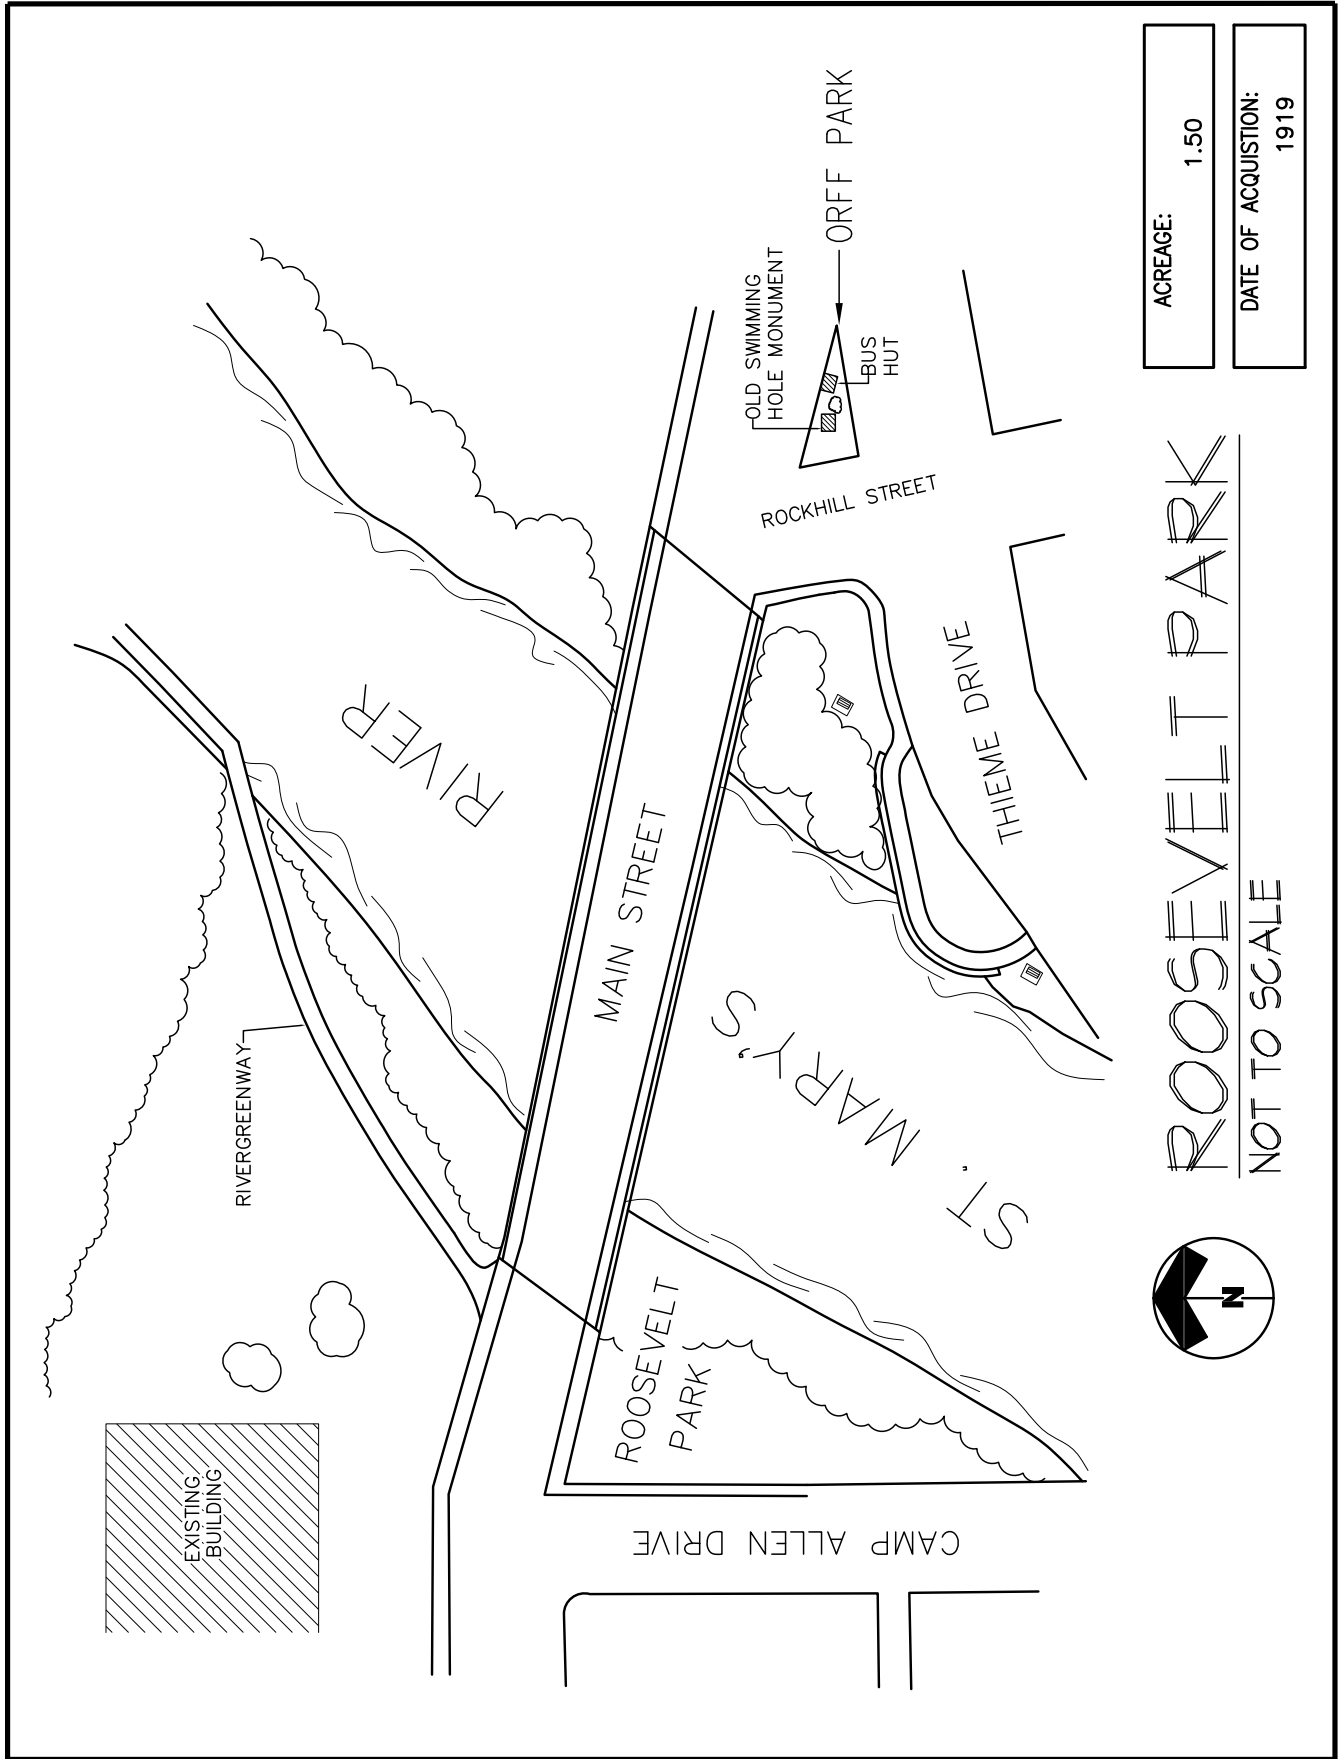 EXISTING
BUILDING
RIVERGREENWAY
RIVER
MAIN STREET
ROOSEVELT
PARK
CAMP ALLEN DRIVE
ST. MARY'S
OLD SWIMMING
HOLE MONUMENT
BUS
HUT
ORFF PARK
ROCKHILL STREET
THIEME DRIVE
N
ROOSEVELT PARK
NOT TO SCALE
ACREAGE:
1.50
DATE OF ACQUISTION:
1919